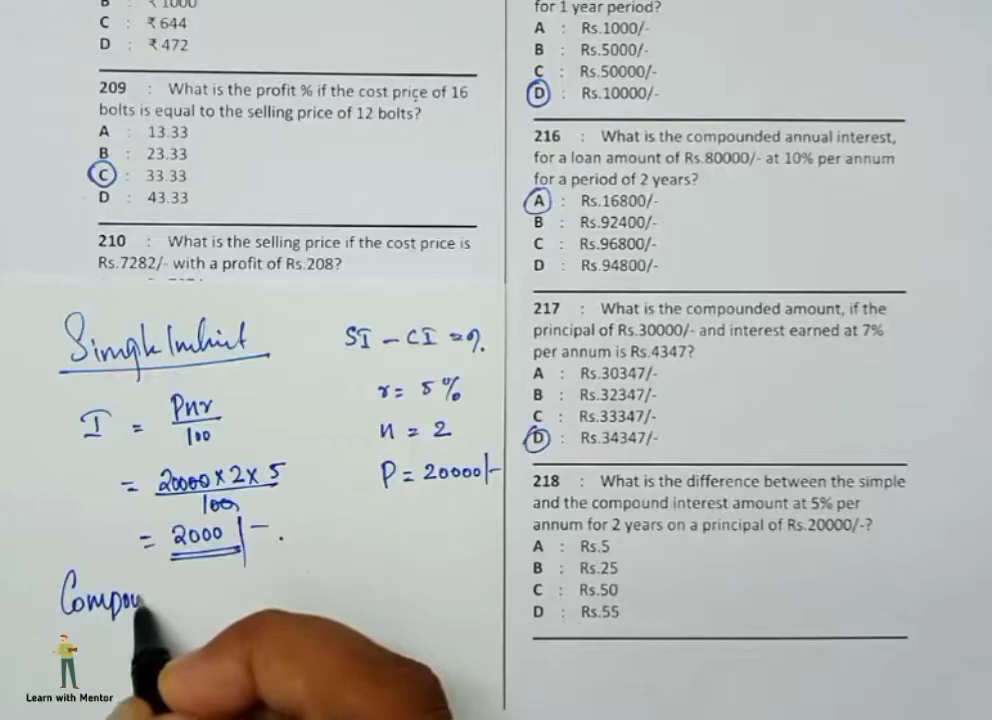 B : ₹ 1000
C : ₹ 644
D : ₹ 472
209 : What is the profit % if the cost price of 16
bolts is equal to the selling price of 12 bolts?
A : 13.33
B : 23.33
C : 33.33
D : 43.33
210 : What is the selling price if the cost price is
Rs.7282/- with a profit of Rs.208?
Simple
I = Pnr
100
= 20000 × 2 × 5
100
= 2000/- .
Compou
SI - CI = ?.
r = 5%
n = 2
P = 20000/-
Learn with Mentor
for 1 year period?
A : Rs.1000/-
B : Rs.5000/-
C : Rs.50000/-
D : Rs.10000/-
216 : What is the compounded annual interest,
for a loan amount of Rs.80000/- at 10% per annum
for a period of 2 years?
A : Rs.16800/-
B : Rs.92400/-
C : Rs.96800/-
D : Rs.94800/-
217 : What is the compounded amount, if the
principal of Rs.30000/- and interest earned at 7%
per annum is Rs.4347?
A : Rs.30347/-
B : Rs.32347/-
C : Rs.33347/-
D : Rs.34347/-
218 : What is the difference between the simple
and the compound interest amount at 5% per
annum for 2 years on a principal of Rs.20000/-?
A : Rs.5
B : Rs.25
C : Rs.50
D : Rs.55